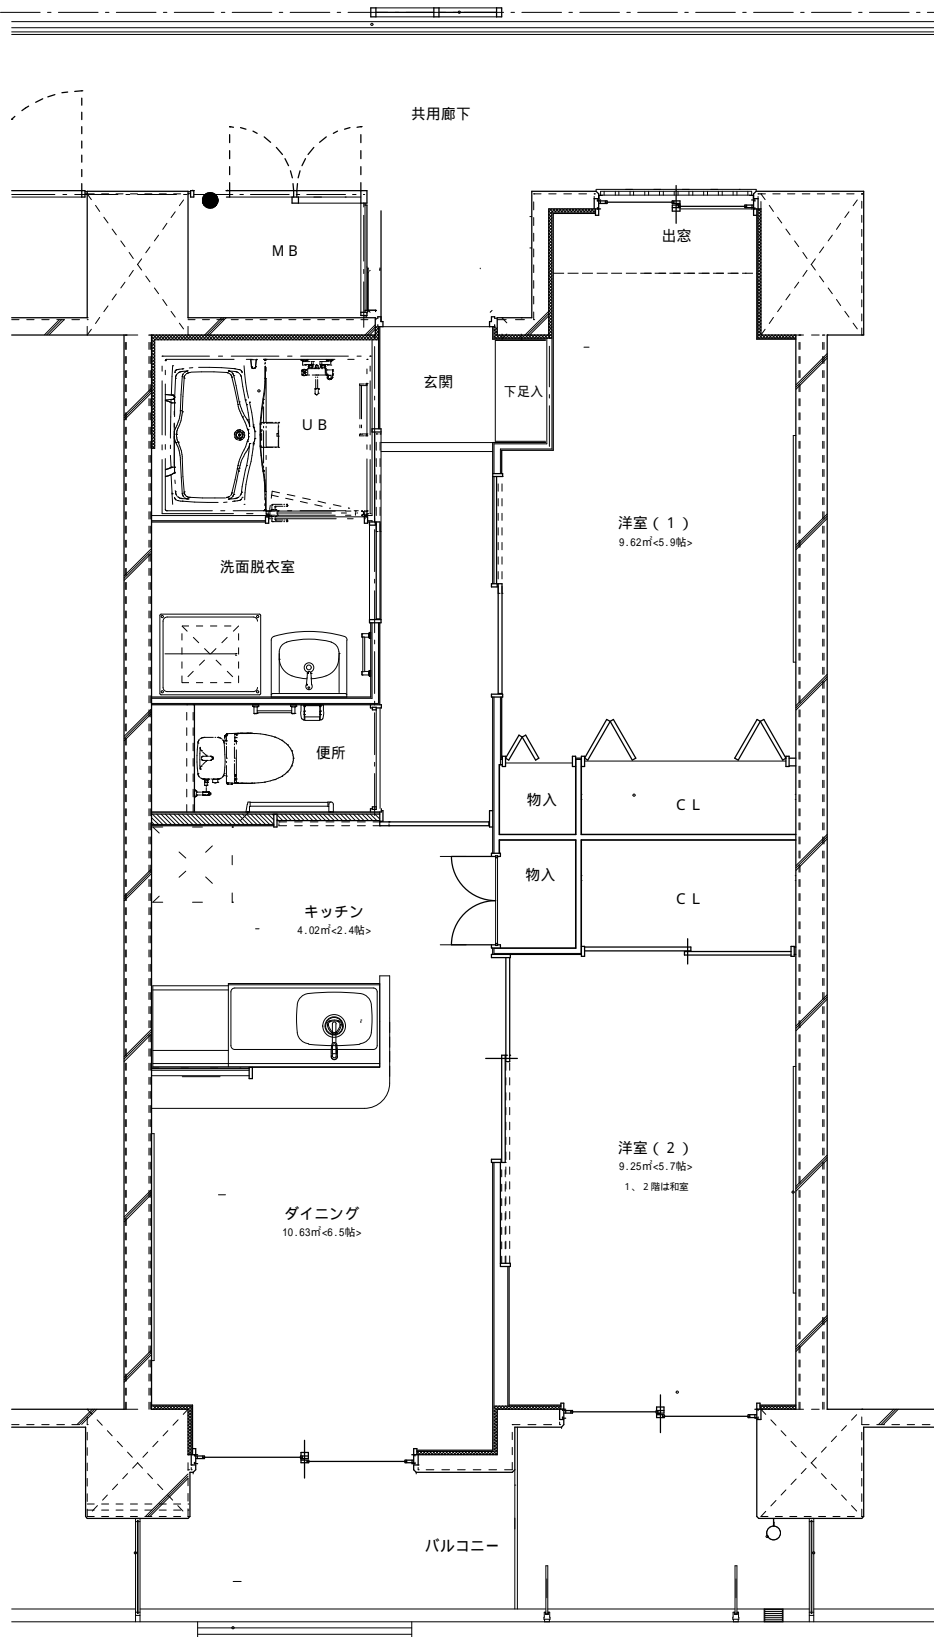 共用廊下
MB
出窓
玄関
下足入
UB
洋室(1)
9.62㎡<5.9帖>
洗面脱衣室
便所
物入
CL
物入
CL
キッチン
4.02㎡<2.4帖>
洋室(2)
9.25㎡<5.7帖>
1、2階は和室
ダイニング
10.63㎡<6.5帖>
バルコニー